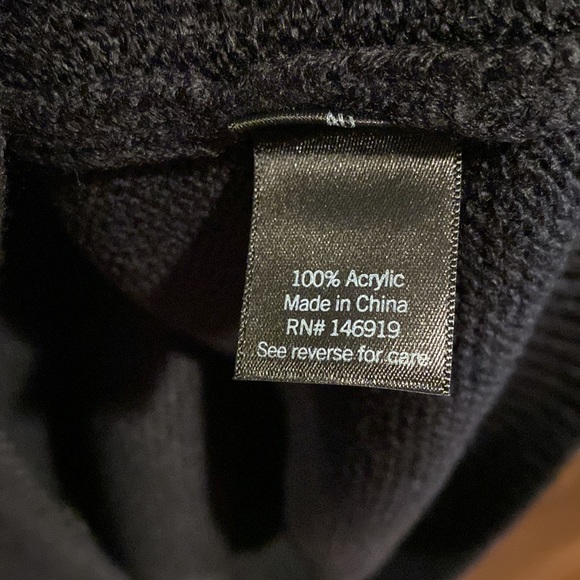 100% Acrylic
Made in China
RN# 146919
See reverse for care.